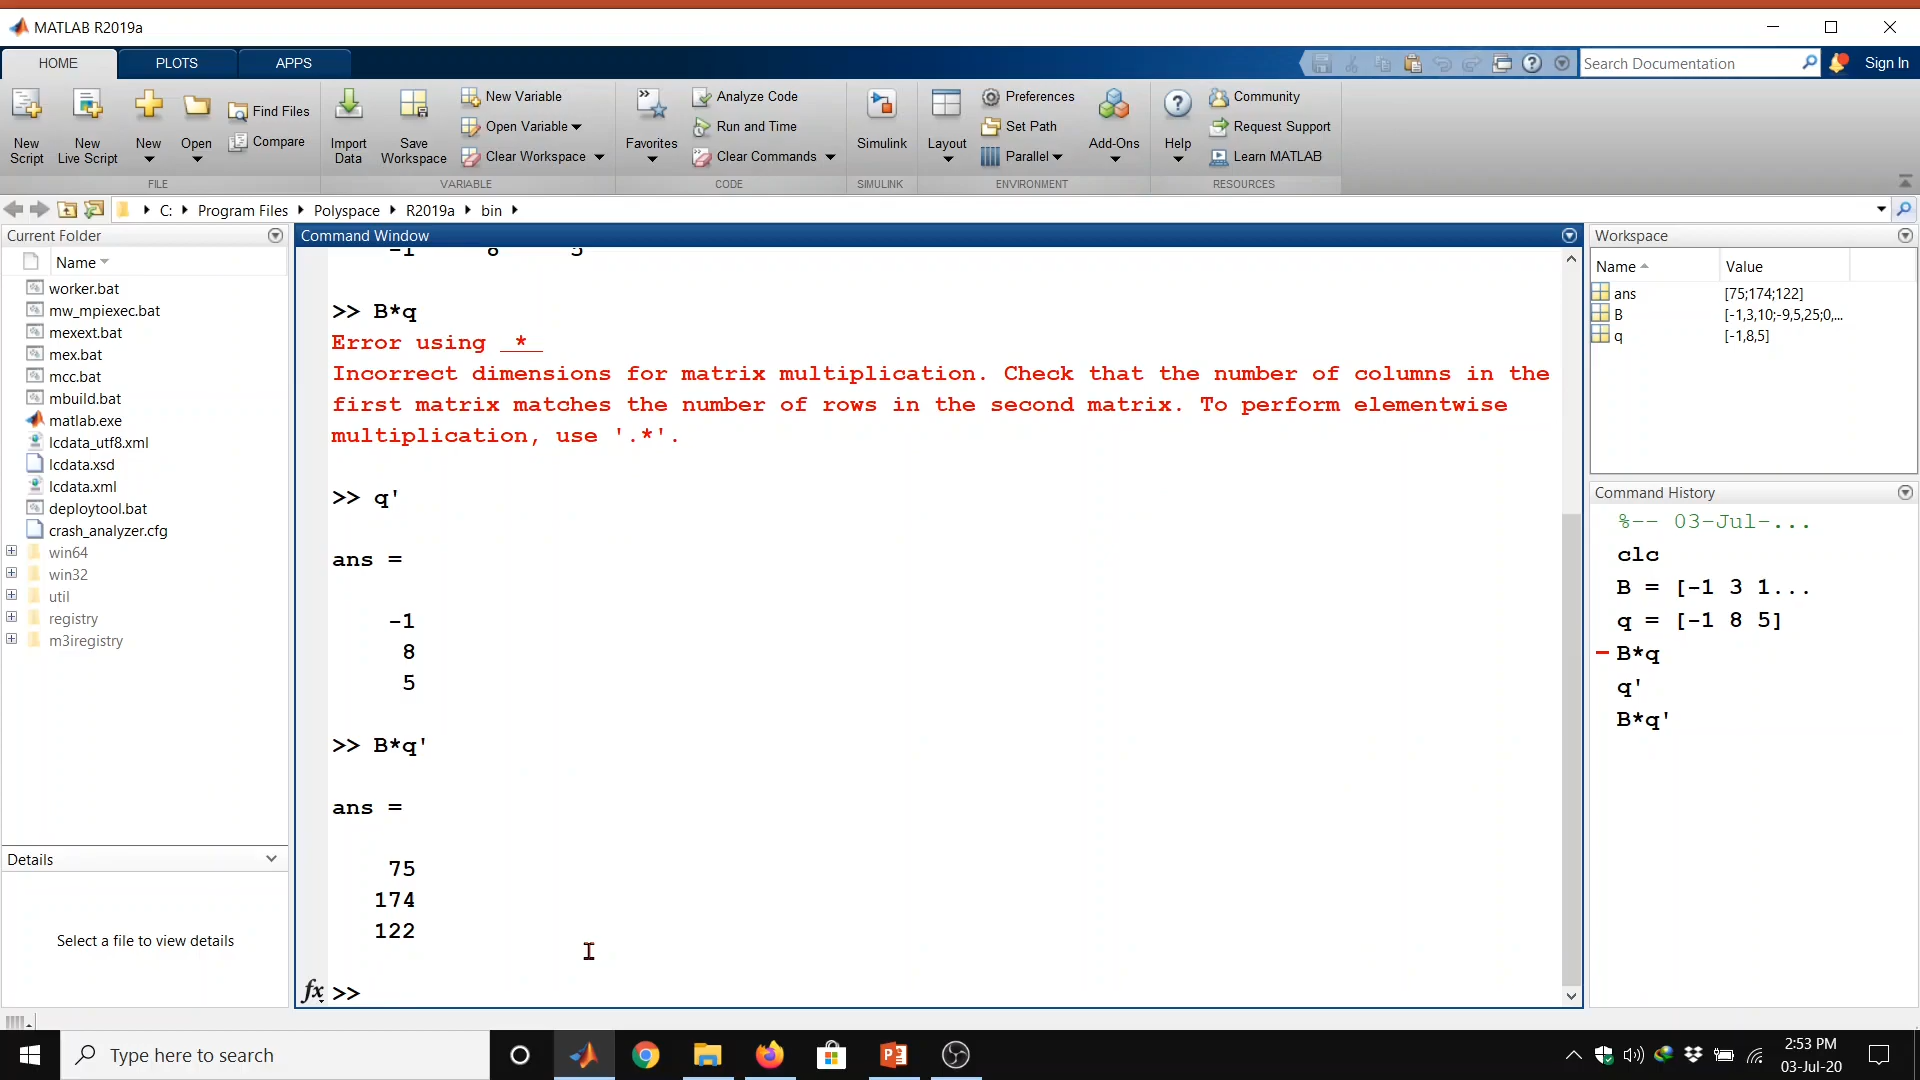 MATLAB R2019a
HOME
PLOTS
APPS
Search Documentation
Sign In
New Script
New Live Script
New
Open
Find Files
Compare
FILE
Import Data
Save Workspace
New Variable
Open Variable
Clear Workspace
VARIABLE
Favorites
Analyze Code
Run and Time
Clear Commands
CODE
Simulink
SIMULINK
Layout
Preferences
Set Path
Parallel
Add-Ons
ENVIRONMENT
Help
Community
Request Support
Learn MATLAB
RESOURCES
C: Program Files Polyspace R2019a bin
Current Folder
Name
worker.bat
mw_mpiexec.bat
mexext.bat
mex.bat
mcc.bat
mbuild.bat
matlab.exe
lcdata_utf8.xml
lcdata.xsd
lcdata.xml
deploytool.bat
crash_analyzer.cfg
win64
win32
util
registry
m3iregistry
Details
Select a file to view details
Command Window
-1 8 5
>> B*q
Error using *
Incorrect dimensions for matrix multiplication. Check that the number of columns in the
first matrix matches the number of rows in the second matrix. To perform elementwise
multiplication, use '.*'.
>> q'
ans =
-1
8
5
>> B*q'
ans =
75
174
122
fx >>
Workspace
Name Value
ans [75;174;122]
B [-1,3,10;-9,5,25;0,...
q [-1,8,5]
Command History
%-- 03-Jul-...
clc
B = [-1 3 1...
q = [-1 8 5]
B*q
q'
B*q'
Type here to search
2:53 PM
03-Jul-20